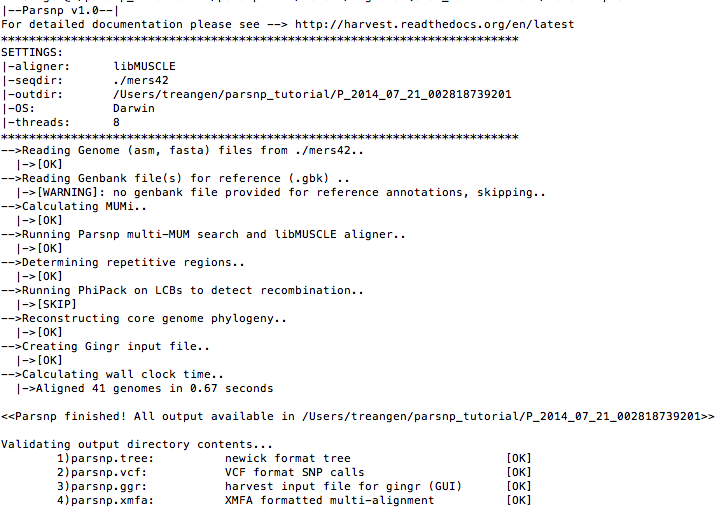 |--Parsnp v1.0--|
For detailed documentation please see --> http://harvest.readthedocs.org/en/latest
**************************************************************************
SETTINGS:
|-aligner: libMUSCLE
|-seqdir: ./mers42
|-outdir: /Users/treangen/parsnp_tutorial/P_2014_07_21_002818739201
|-OS: Darwin
|-threads: 8
**************************************************************************
-->Reading Genome (asm, fasta) files from ./mers42..
|->[OK]
-->Reading Genbank file(s) for reference (.gbk) ..
|->[WARNING]: no genbank file provided for reference annotations, skipping..
-->Calculating MUMi..
|->[OK]
-->Running Parsnp multi-MUM search and libMUSCLE aligner..
|->[OK]
-->Determining repetitive regions..
|->[OK]
-->Running PhiPack on LCBs to detect recombination..
|->[SKIP]
-->Reconstructing core genome phylogeny..
|->[OK]
-->Creating Gingr input file..
|->[OK]
-->Calculating wall clock time..
|->Aligned 41 genomes in 0.67 seconds
<<Parsnp finished! All output available in /Users/treangen/parsnp_tutorial/P_2014_07_21_002818739201>>
Validating output directory contents...
1)parsnp.tree: newick format tree [OK]
2)parsnp.vcf: VCF format SNP calls [OK]
3)parsnp.ggr: harvest input file for gingr (GUI) [OK]
4)parsnp.xmfa: XMFA formatted multi-alignment [OK]